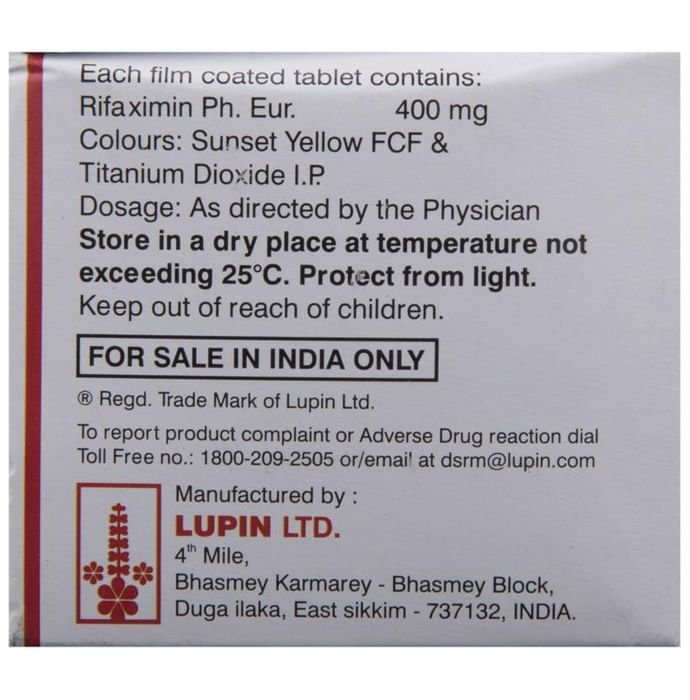 Each film coated tablet contains:
Rifaximin Ph. Eur. 400 mg
Colours: Sunset Yellow FCF &
Titanium Dioxide I.P.
Dosage: As directed by the Physician
Store in a dry place at temperature not
exceeding 25°C. Protect from light.
Keep out of reach of children.
FOR SALE IN INDIA ONLY
® Regd. Trade Mark of Lupin Ltd.
To report product complaint or Adverse Drug reaction dial
Toll Free no.: 1800-209-2505 or/email at dsrm@lupin.com
Manufactured by :
LUPIN LTD.
4th Mile,
Bhasmey Karmarey - Bhasmey Block,
Duga ilaka, East sikkim - 737132, INDIA.